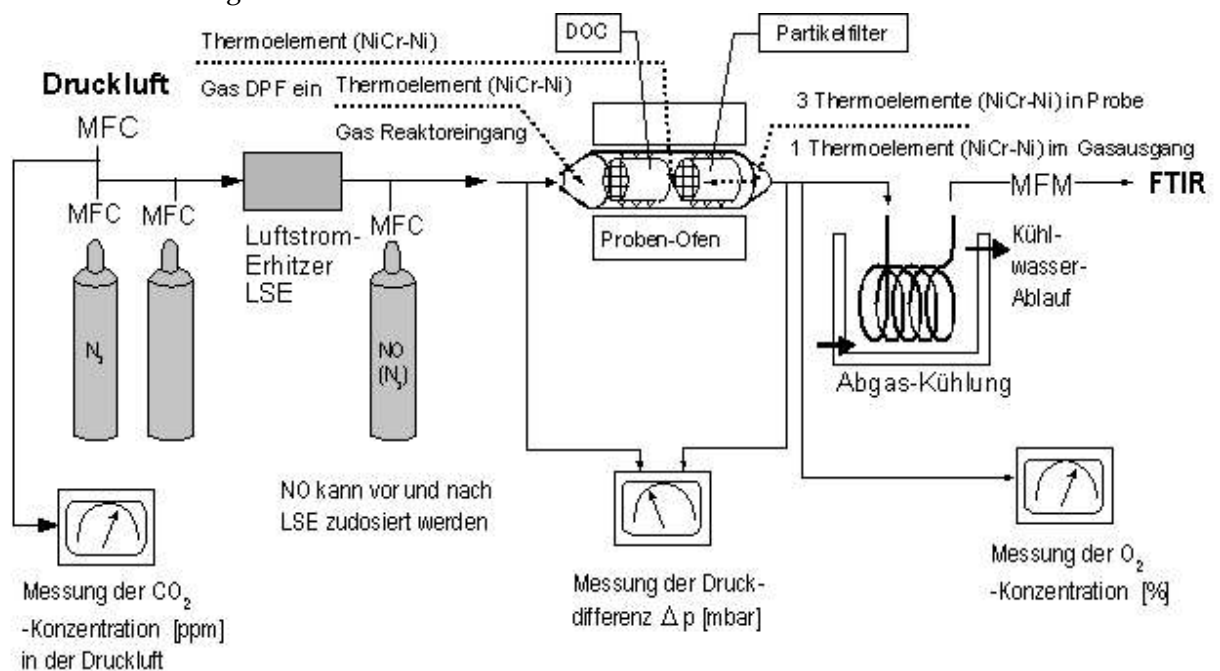 DOC
Partikelfilter
Thermoelement (NiCr-Ni)
Druckluft
Gas DPF ein
Thermoelement (NiCr-Ni)
3 Thermoelemente (NiCr-Ni) in Probe
MFC
Gas Reaktoreingang
1 Thermoelement (NiCr-Ni) im Gasausgang
MFC
MFC
MFC
MFM
FTIR
Luftstrom-
Erhitzer
LSE
Proben-Ofen
Kühl-
wasser-
Ablauf
N₂
NO
(N₂)
Abgas-Kühlung
NO kann vor und nach
LSE zudosiert werden
Messung der CO₂
-Konzentration [ppm]
in der Druckluft
Messung der Druck-
differenz Δ p [mbar]
Messung der O₂
-Konzentration [%]